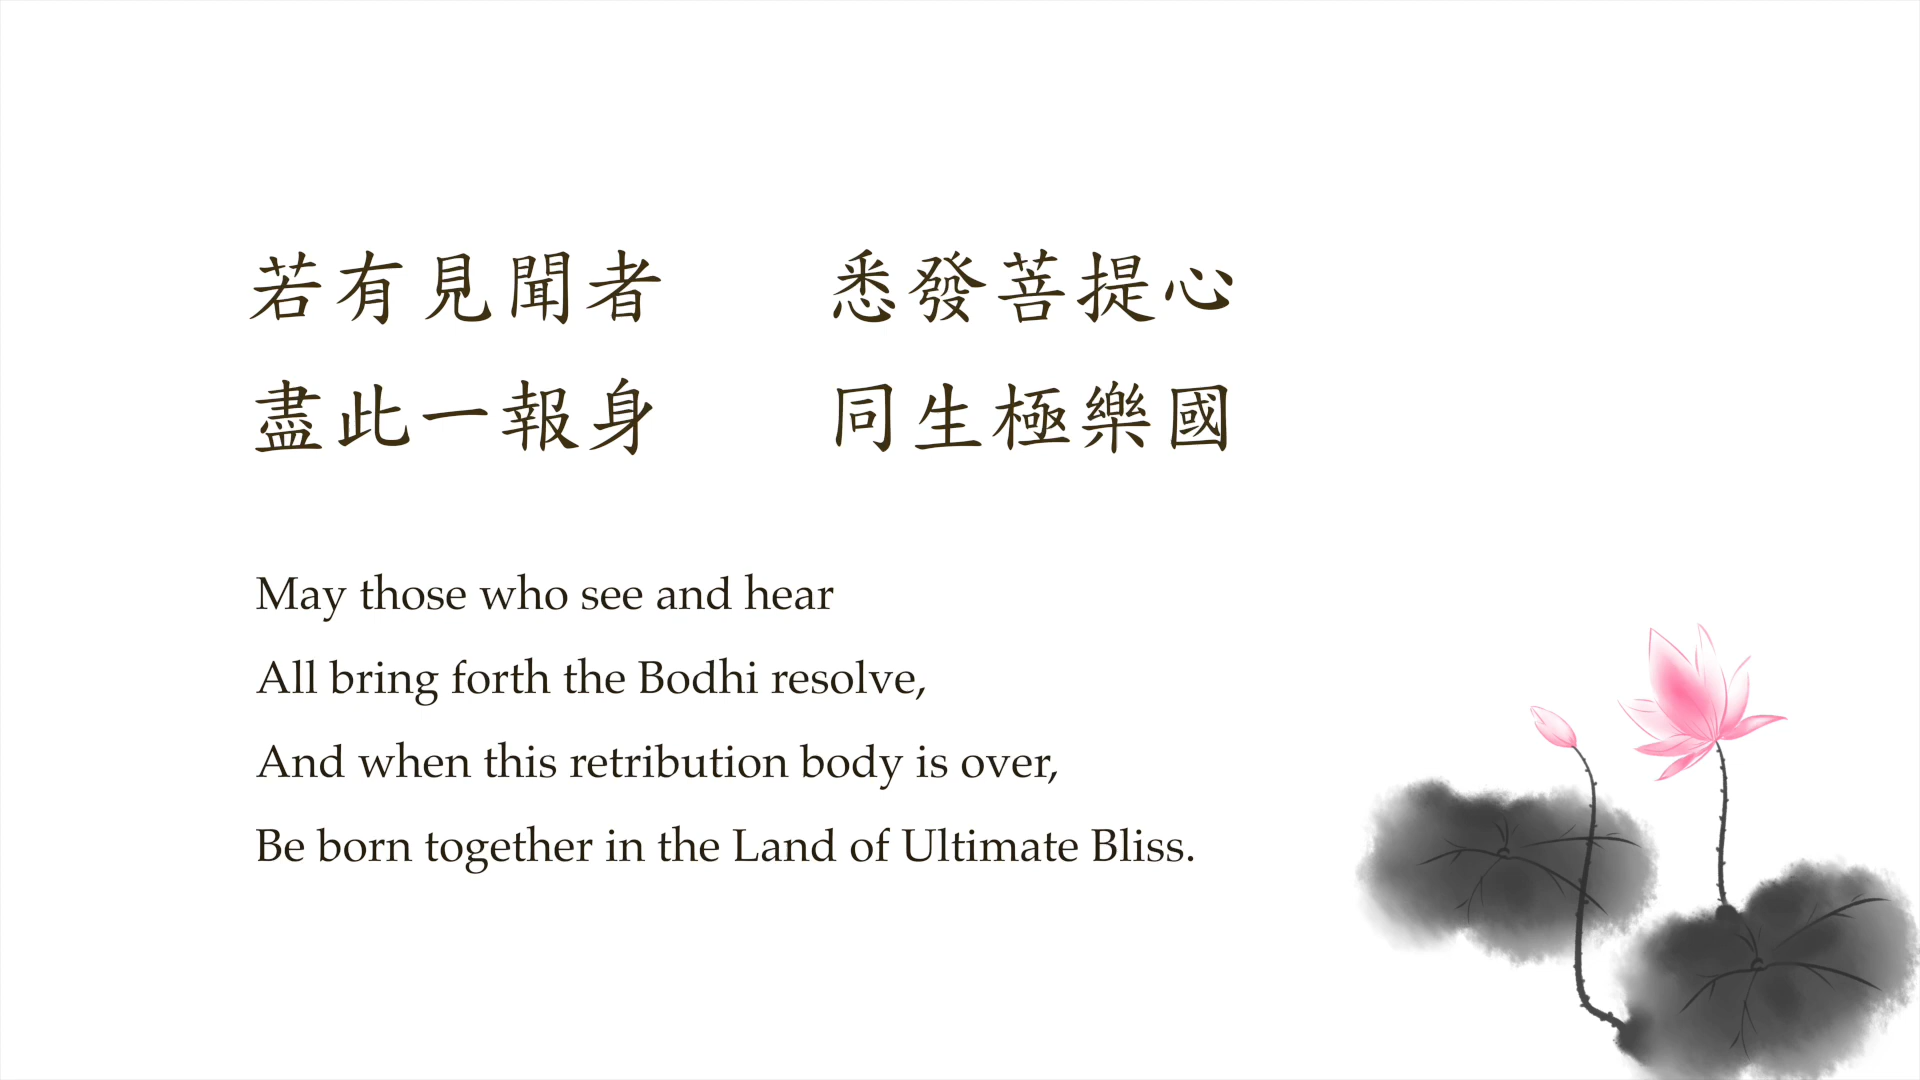 若有見聞者　　悉發菩提心
盡此一報身　　同生極樂國
May those who see and hear
All bring forth the Bodhi resolve,
And when this retribution body is over,
Be born together in the Land of Ultimate Bliss.